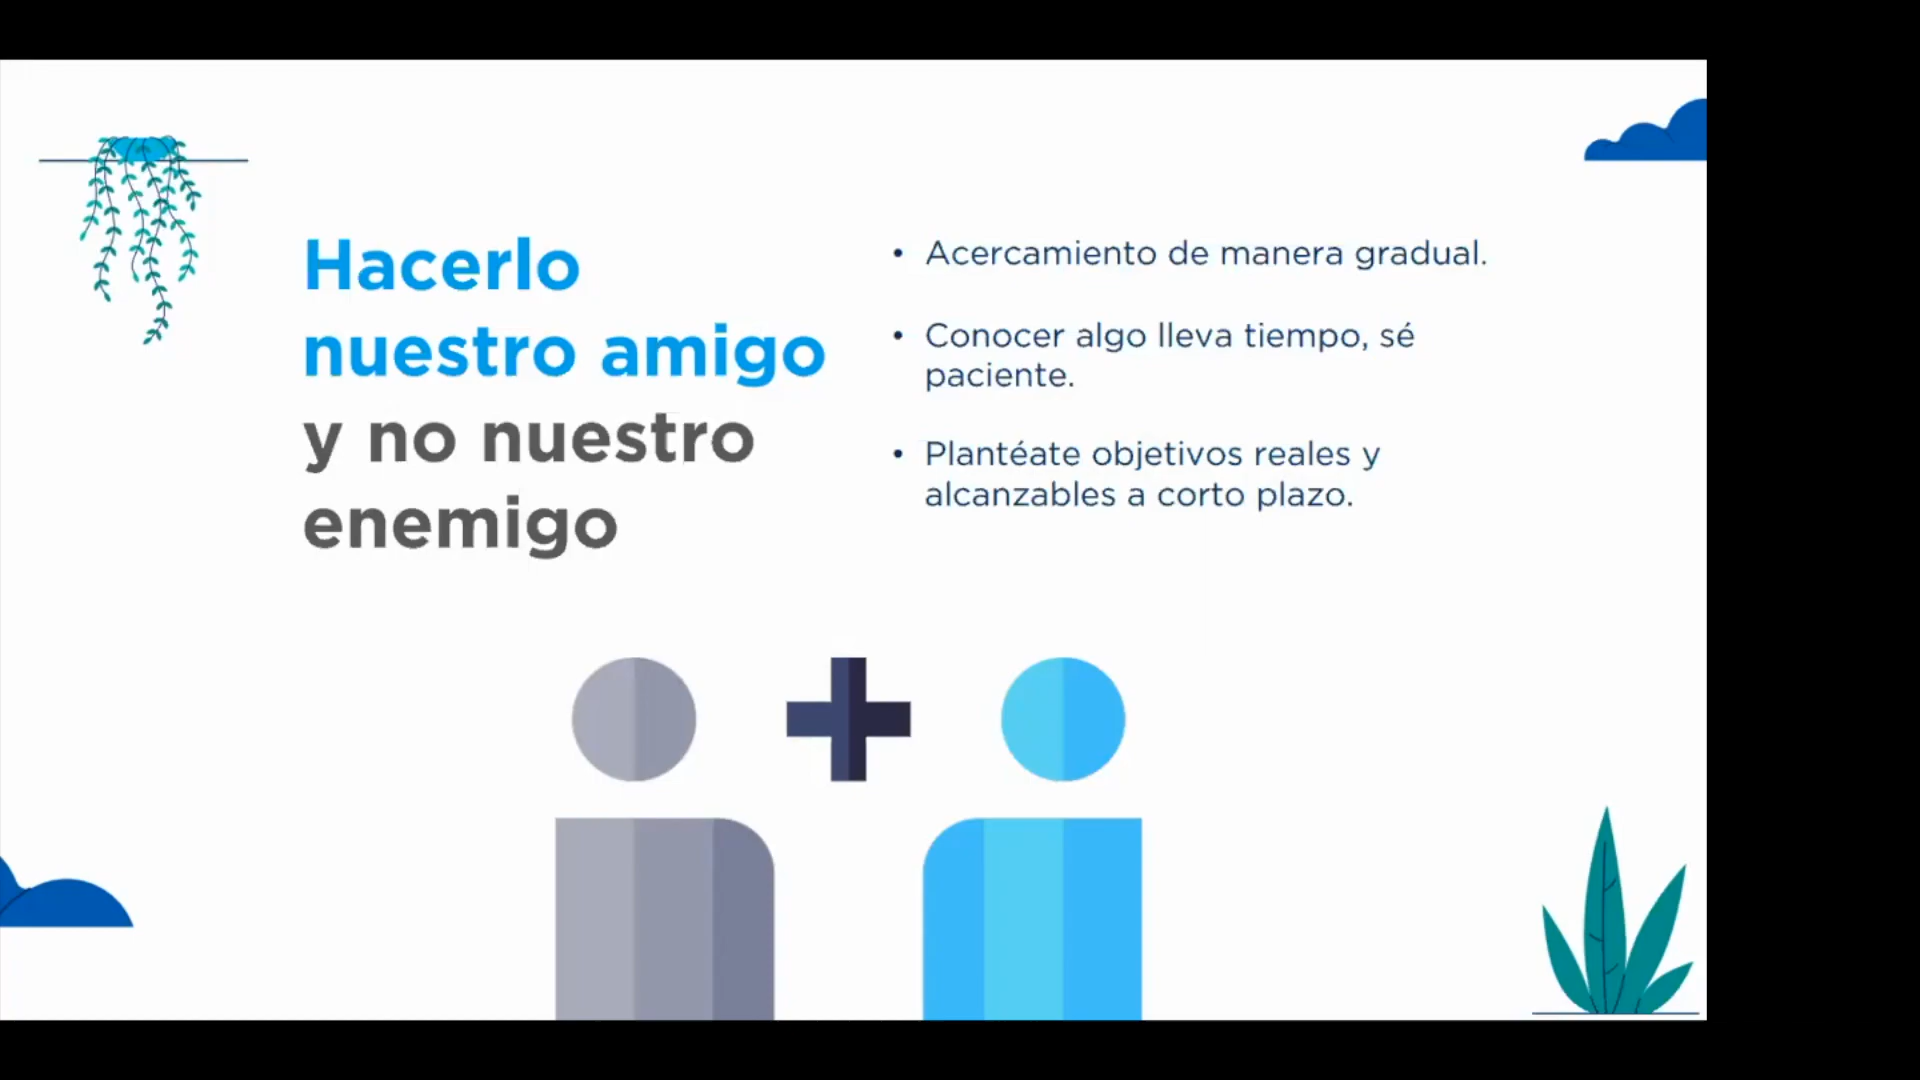 Hacerlo
nuestro amigo
y no nuestro
enemigo
• Acercamiento de manera gradual.
• Conocer algo lleva tiempo, sé
paciente.
• Plantéate objetivos reales y
alcanzables a corto plazo.